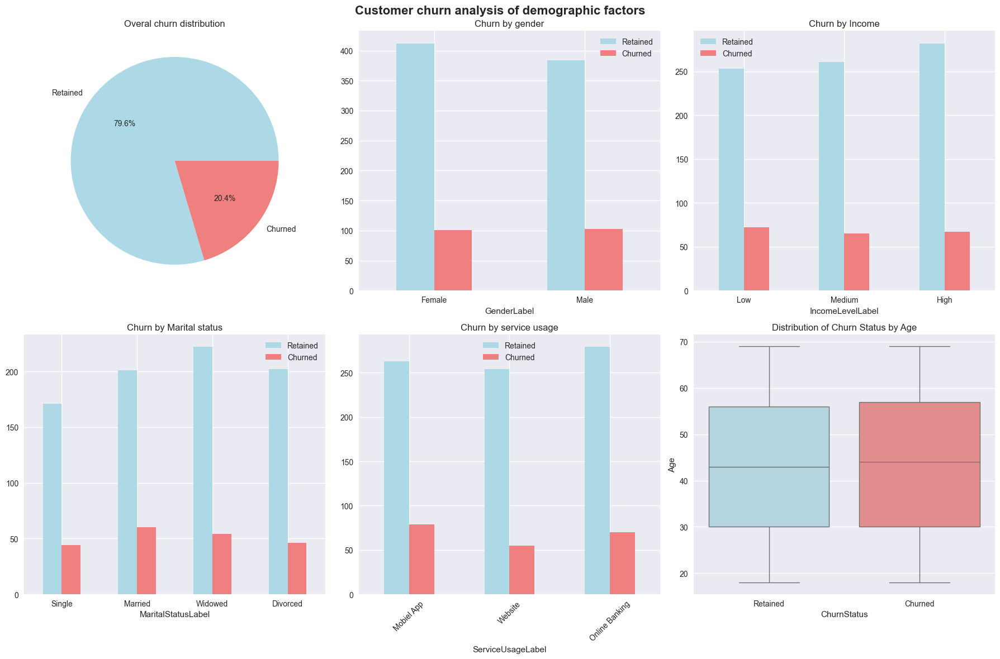 Customer churn analysis of demographic factors
Overal churn distribution
Retained
79.6%
20.4%
Churned
Churn by gender
Retained
Churned
400
350
300
250
200
150
100
50
0
Female Male
GenderLabel
Churn by Income
Retained
Churned
250
200
150
100
50
0
Low Medium High
IncomeLevelLabel
Churn by Marital status
Retained
Churned
200
150
100
50
0
Single Married Widowed Divorced
MaritalStatusLabel
Churn by service usage
Retained
Churned
250
200
150
100
50
0
Mobiel App Website Online Banking
ServiceUsageLabel
Distribution of Churn Status by Age
70
60
50
40
30
20
Age
Retained Churned
ChurnStatus